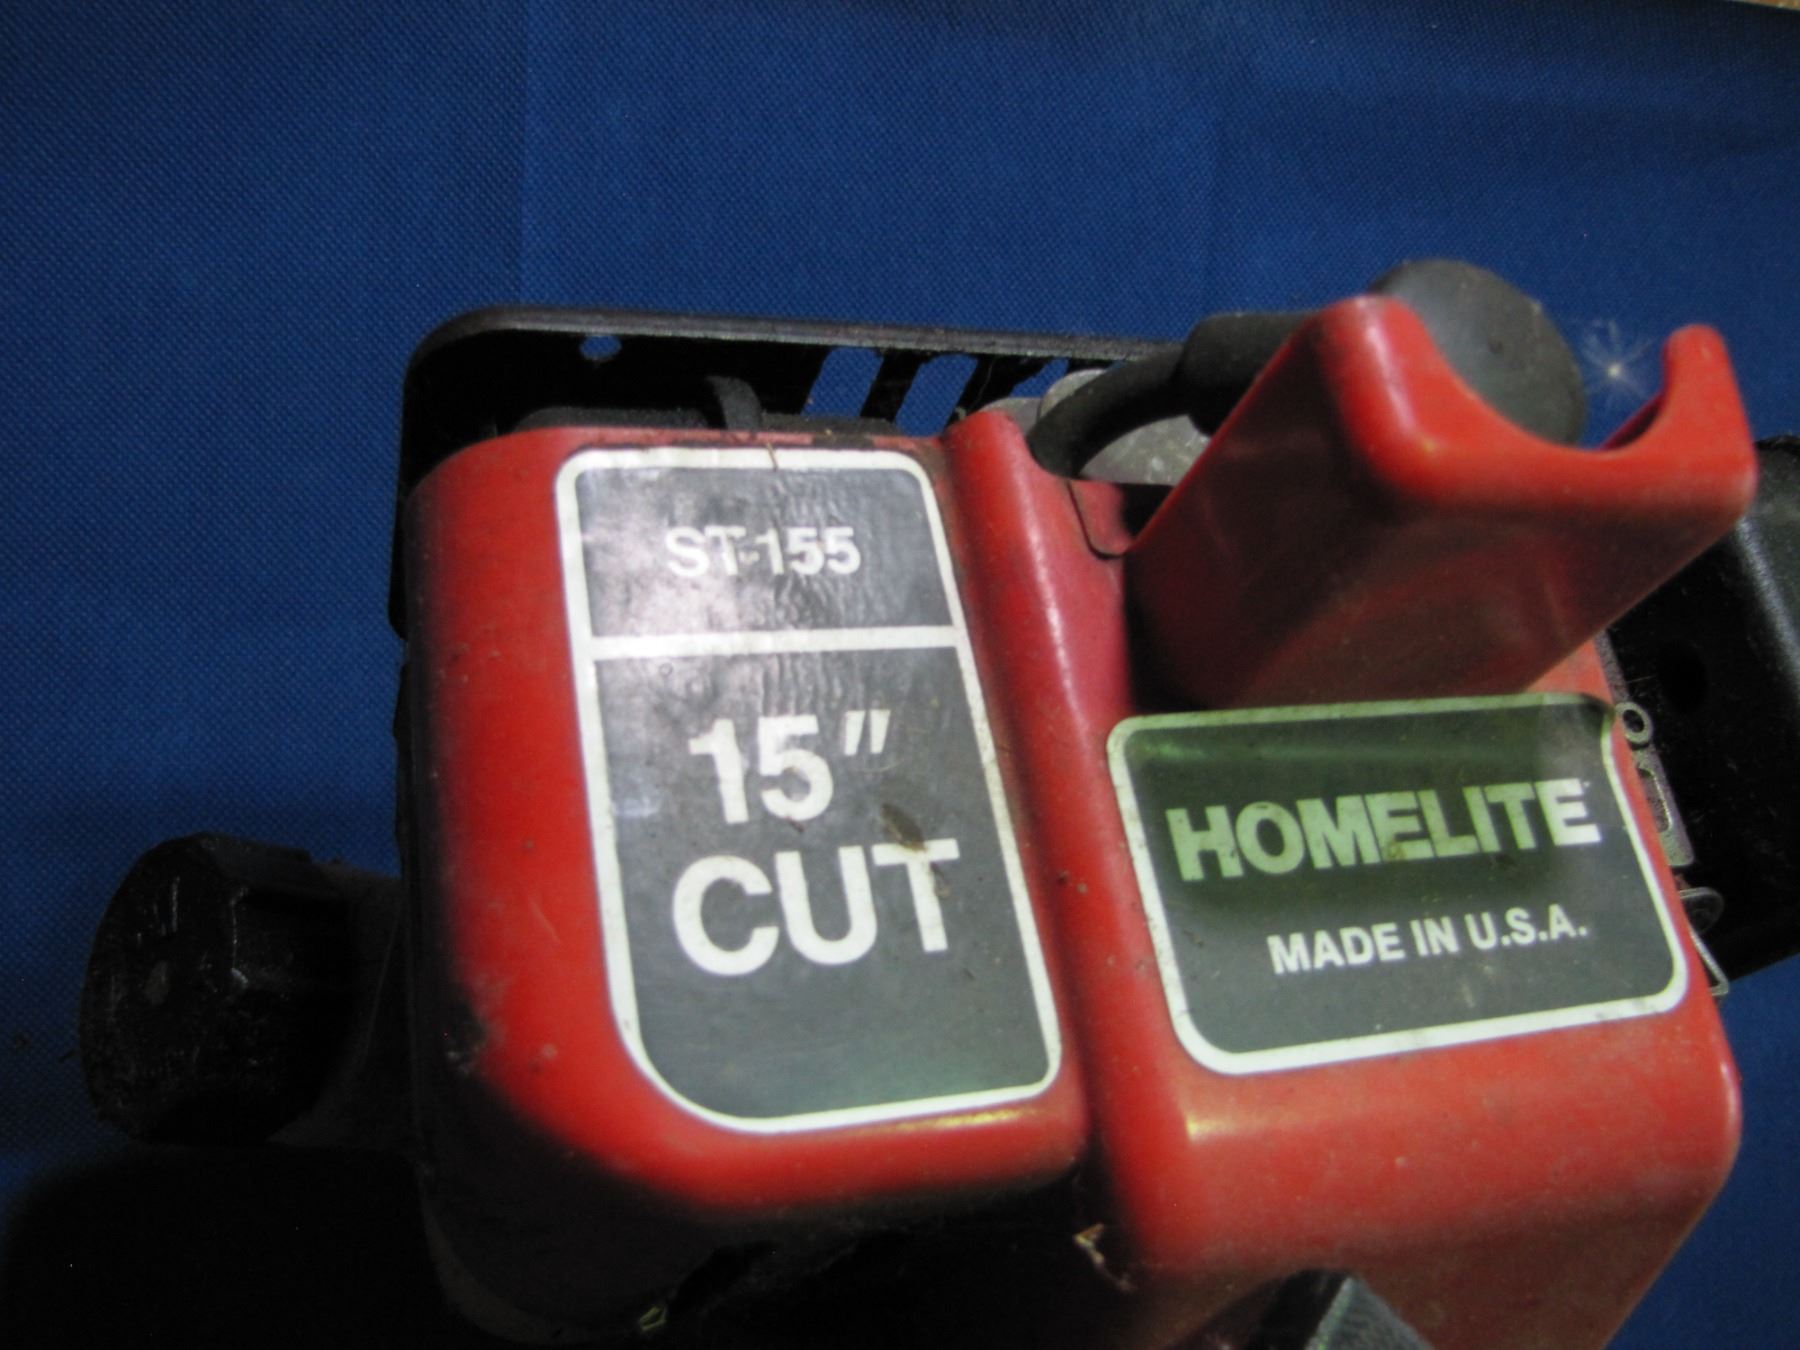 ST-155
15"
CUT
HOMELITE
MADE IN U.S.A.